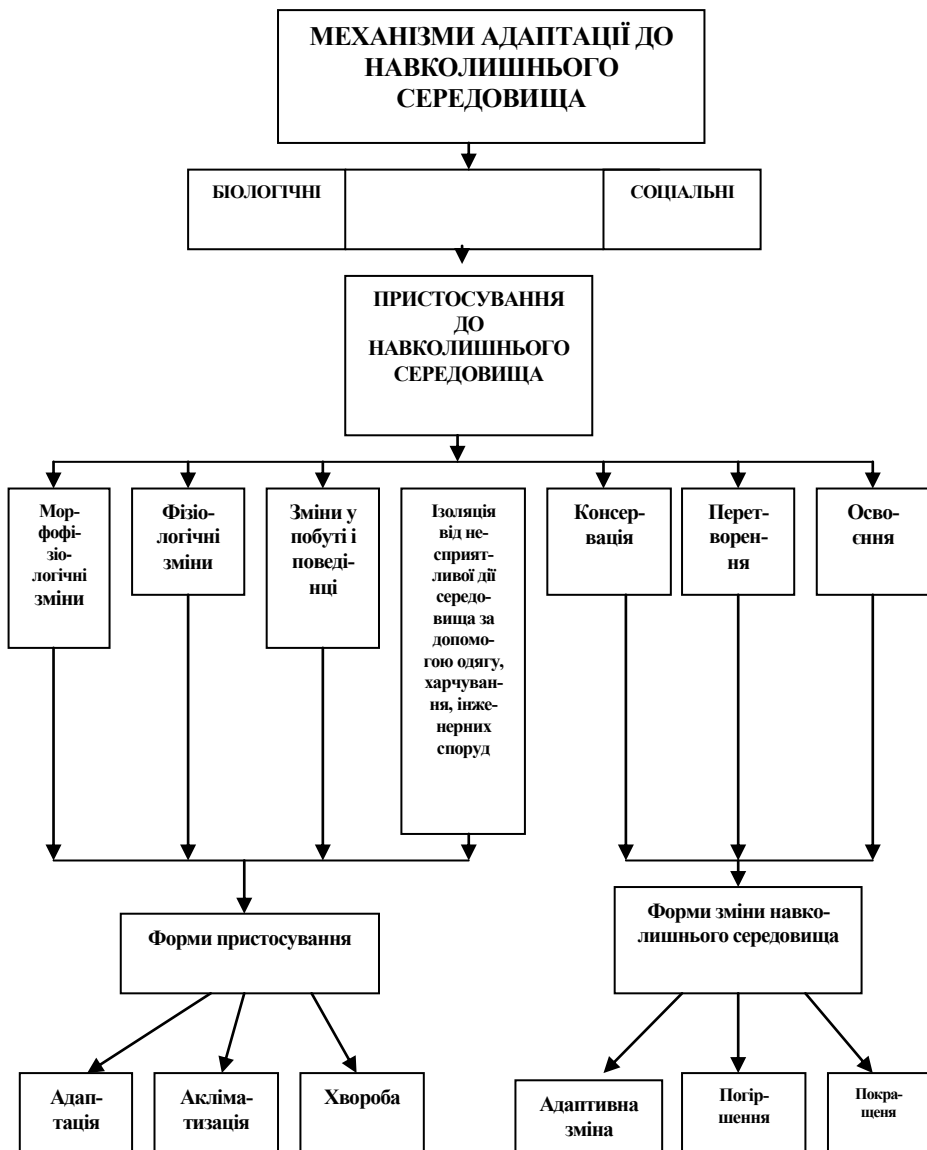 МЕХАНІЗМИ АДАПТАЦІЇ ДО
НАВКОЛИШНЬОГО
СЕРЕДОВИЩА
БІОЛОГІЧНІ
СОЦІАЛЬНІ
ПРИСТОСУВАННЯ
ДО
НАВКОЛИШНЬОГО
СЕРЕДОВИЩА
Мор-
фофі-
зіо-
логічні
зміни
Фізіо-
логічні
зміни
Зміни у
побуті і
поведі-
нці
Ізоляція
від не-
сприят-
ливої дії
середо-
вища за
допомо-
гою одягу,
харчуван-
ня, інже-
нерних
споруд
Консер-
вація
Перет-
ворен-
ня
Осво-
єння
Форми пристосування
Форми зміни навко-
лишнього середовища
Адап-
тація
Акліма-
тизація
Хвороба
Адаптивна
зміна
Погір-
шення
Покра-
щеня